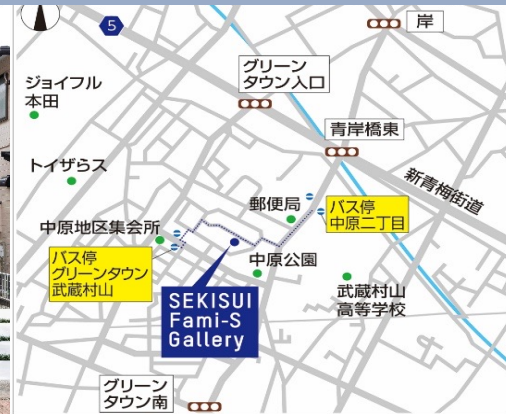 5
岸
グリーン
タウン入口
ジョイフル
本田
青岸橋東
トイザらス
新青梅街道
郵便局
バス停
中原二丁目
中原地区集会所
バス停
グリーンタウン
武蔵村山
中原公園
武蔵村山
高等学校
SEKISUI
Fami-S
Gallery
グリーン
タウン南